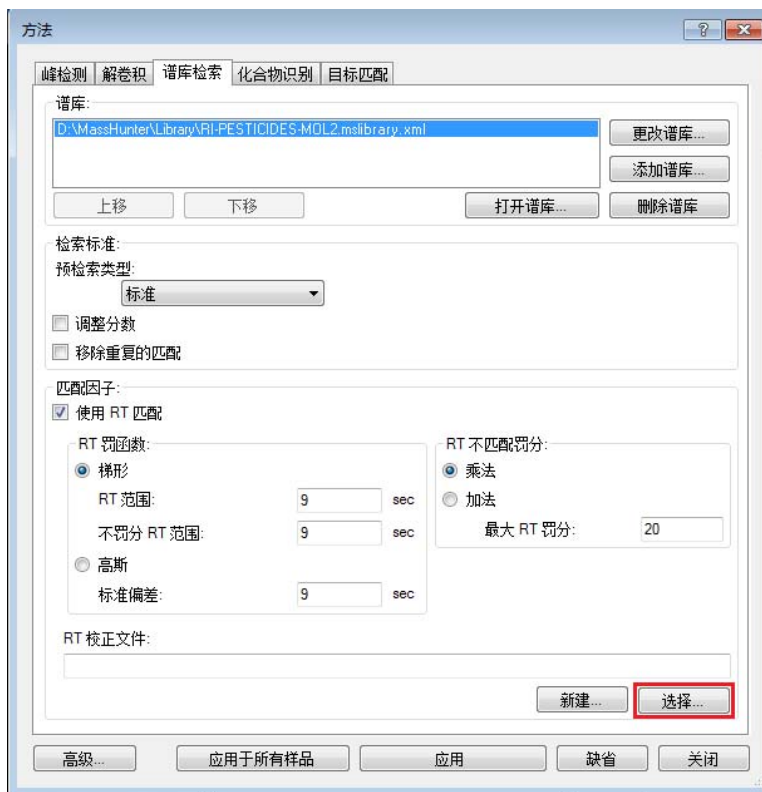 方法
峰检测 解卷积 谱库检索 化合物识别 目标匹配
谱库:
D:\MassHunter\Library\RI-PESTICIDES-MOL2.mslibrary.xml
更改谱库...
添加谱库...
上移 下移 打开谱库... 删除谱库
检索标准:
预检索类型:
标准
调整分数
移除重复的匹配
匹配因子:
使用 RT 匹配
RT 罚函数: RT 不匹配罚分:
梯形 乘法
RT 范围: 9 sec 加法
不罚分 RT 范围: 9 sec 最大 RT 罚分: 20
高斯
标准偏差: 9 sec
RT 校正文件:
新建... 选择...
高级... 应用于所有样品 应用 缺省 关闭